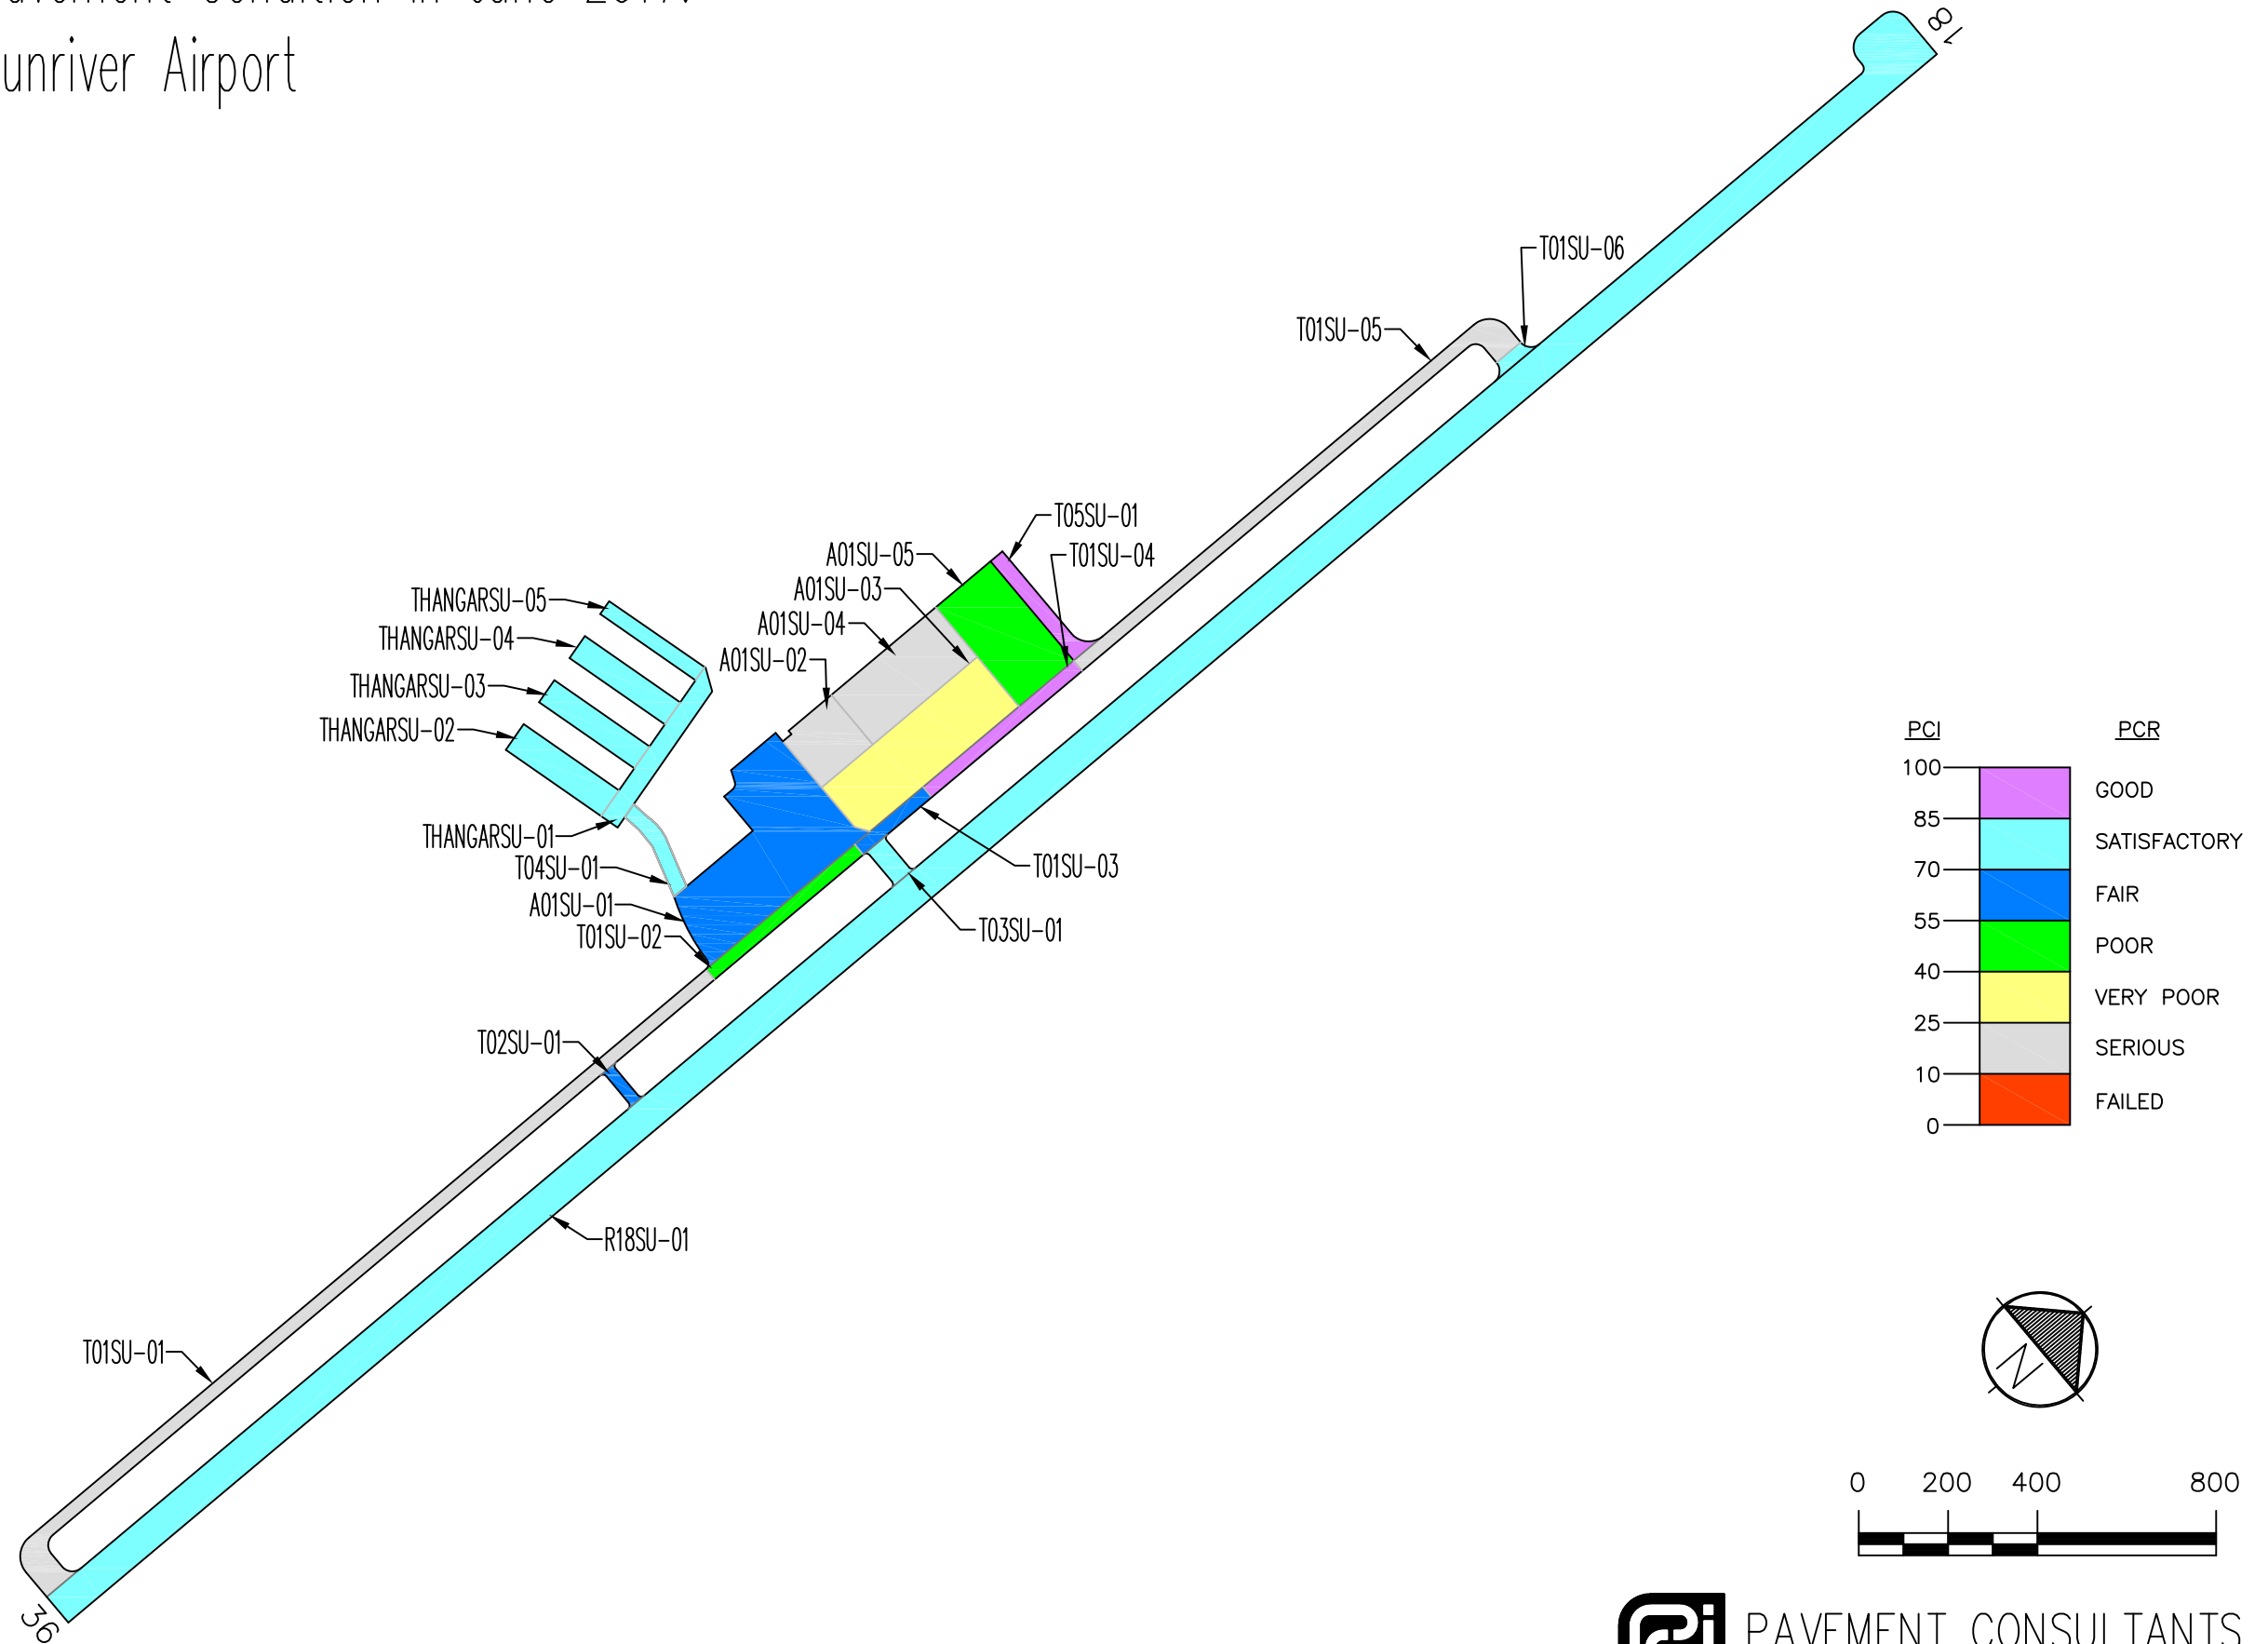 unriver Airport
18
T01SU-06
T01SU-05
T05SU-01
T01SU-04
A01SU-05
A01SU-03
A01SU-04
A01SU-02
THANGARSU-05
THANGARSU-04
THANGARSU-03
THANGARSU-02
THANGARSU-01
T04SU-01
A01SU-01
T01SU-02
T01SU-03
T03SU-01
T02SU-01
R18SU-01
T01SU-01
36
PCI PCR
100
GOOD
85
SATISFACTORY
70
FAIR
55
POOR
40
VERY POOR
25
SERIOUS
10
FAILED
0
N
0 200 400 800
PAVEMENT CONSULTANTS